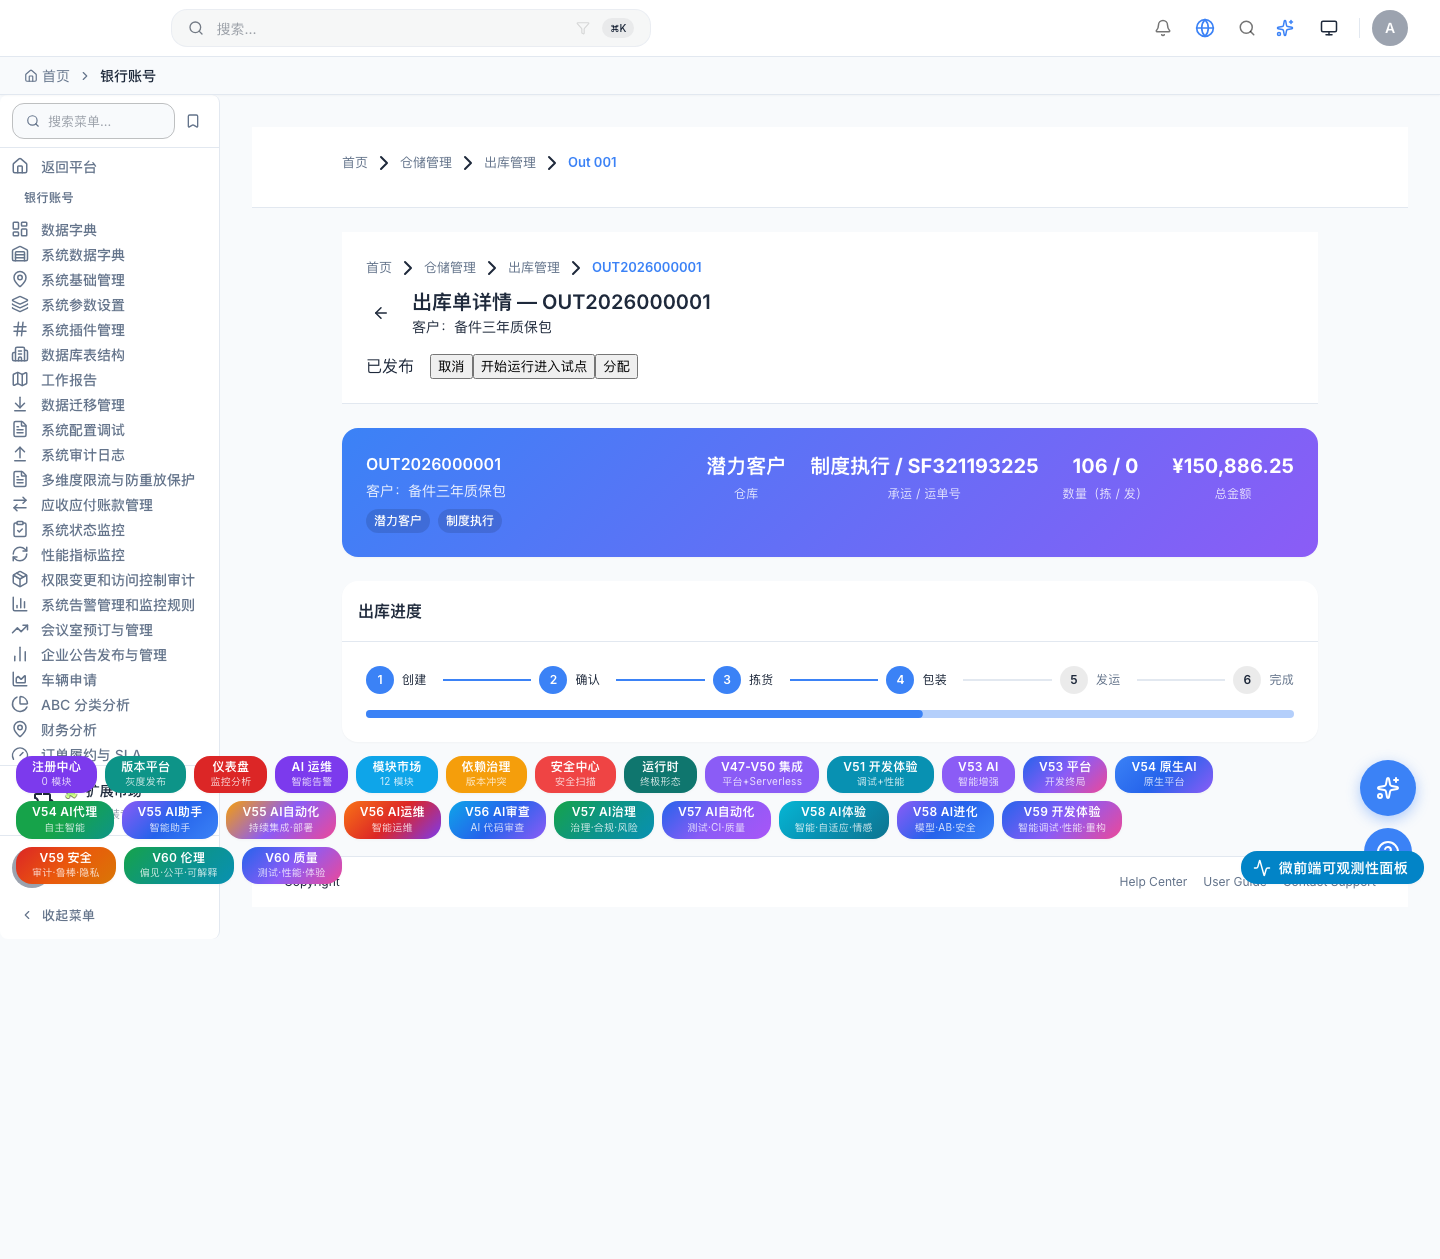 搜索...
⌘K
A
首页
银行账号
搜索菜单...
返回平台
银行账号
数据字典
系统数据字典
系统基础管理
系统参数设置
系统插件管理
数据库表结构
工作报告
数据迁移管理
系统配置调试
系统审计日志
多维度限流与防重放保护
应收应付账款管理
系统状态监控
性能指标监控
权限变更和访问控制审计
系统告警管理和监控规则
会议室预订与管理
企业公告发布与管理
车辆申请
ABC 分类分析
财务分析
订单履约与 SLA
扩展市场
收起菜单
首页 仓储管理 出库管理 Out 001
首页 仓储管理 出库管理 OUT2026000001
出库单详情 — OUT2026000001
客户：备件三年质保包
已发布 取消 开始运行进入试点 分配
OUT2026000001
客户：备件三年质保包
潜力客户 制度执行
潜力客户
仓库
制度执行 / SF321193225
承运 / 运单号
106 / 0
数量（拣 / 发）
¥150,886.25
总金额
出库进度
1 创建 2 确认 3 拣货 4 包装 5 发运 6 完成
注册中心
0 模块
版本平台
灰度发布
仪表盘
监控分析
AI 运维
智能告警
模块市场
12 模块
依赖治理
版本冲突
安全中心
安全扫描
运行时
终极形态
V47-V50 集成
平台+Serverless
V51 开发体验
调试+性能
V53 AI
智能增强
V53 平台
开发终局
V54 原生AI
原生平台
V54 AI代理
自主智能
V55 AI助手
智能助手
V55 AI自动化
持续集成·部署
V56 AI运维
智能运维
V56 AI审查
AI 代码审查
V57 AI治理
治理·合规·风险
V57 AI自动化
测试·CI·质量
V58 AI体验
智能·自适应·情感
V58 AI进化
模型·AB·安全
V59 开发体验
智能调试·性能·重构
V59 安全
审计·鲁棒·隐私
V60 伦理
偏见·公平·可解释
V60 质量
测试·性能·体验
微前端可观测性面板
Copyright
Help Center User Guide Contact Support